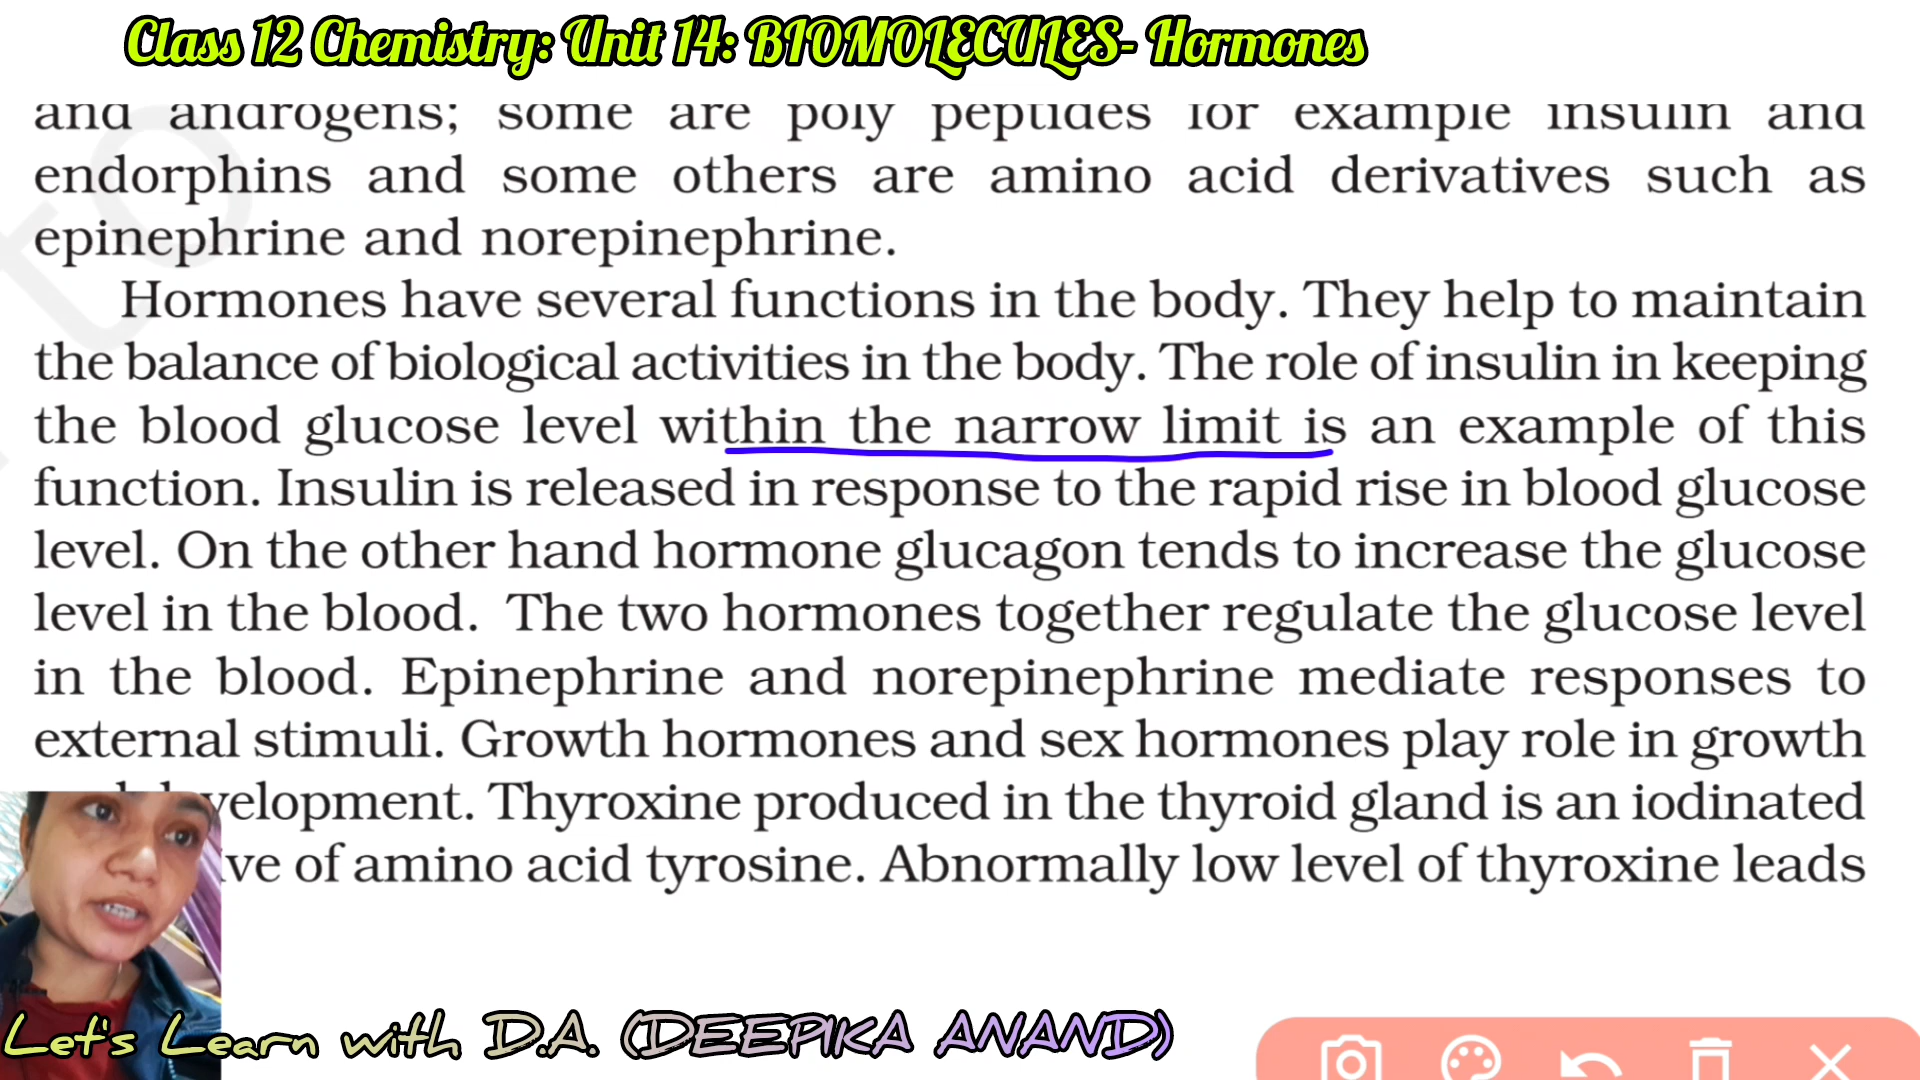 Class 12 Chemistry: Unit 14: BIOMOLECULES- Hormones
and androgens; some are poly peptides for example insulin and
endorphins and some others are amino acid derivatives such as
epinephrine and norepinephrine.
Hormones have several functions in the body. They help to maintain
the balance of biological activities in the body. The role of insulin in keeping
the blood glucose level within the narrow limit is an example of this
function. Insulin is released in response to the rapid rise in blood glucose
level. On the other hand hormone glucagon tends to increase the glucose
level in the blood. The two hormones together regulate the glucose level
in the blood. Epinephrine and norepinephrine mediate responses to
external stimuli. Growth hormones and sex hormones play role in growth
velopment. Thyroxine produced in the thyroid gland is an iodinated
ve of amino acid tyrosine. Abnormally low level of thyroxine leads
Let's Learn with D.A. (DEEPIKA ANAND)